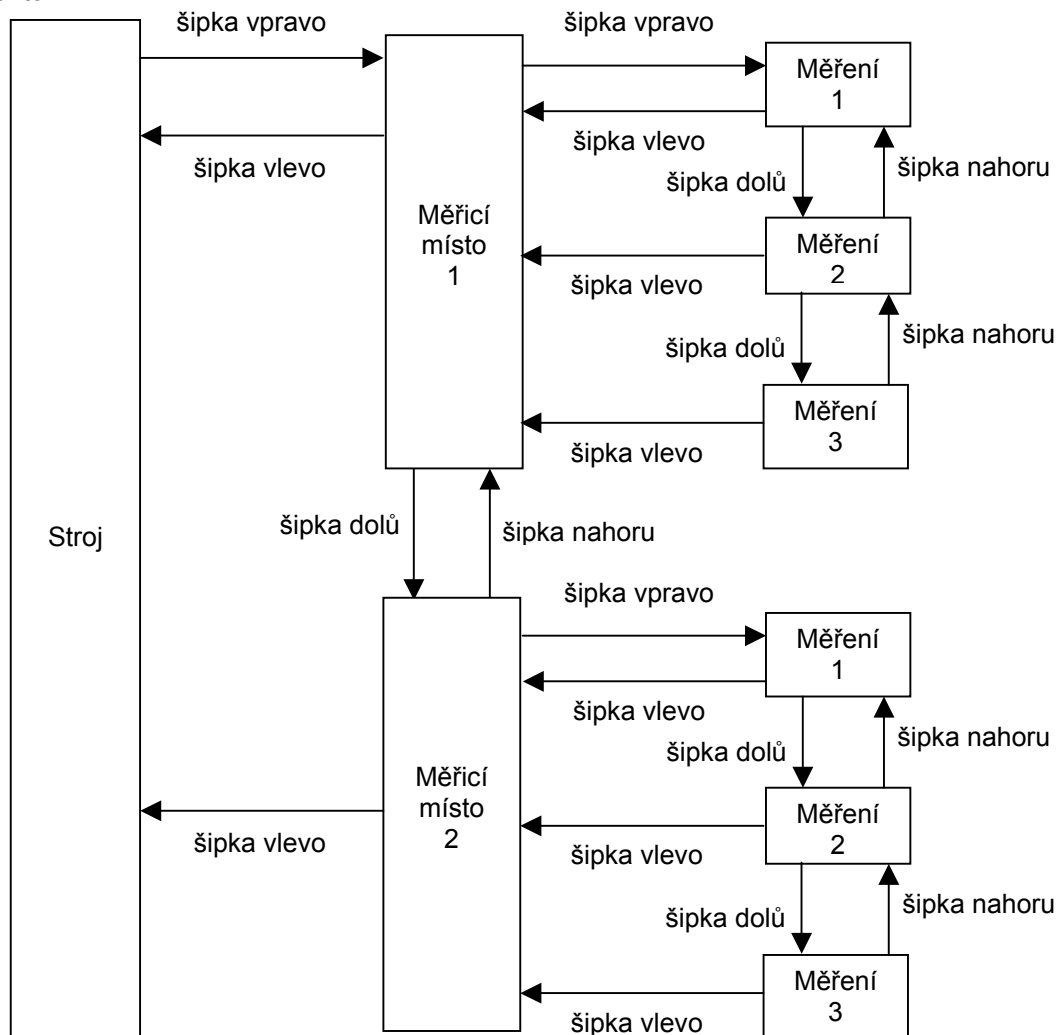 šipka vpravo
šipka vpravo
Měření
1
šipka vlevo
šipka vlevo
šipka nahoru
šipka dolů
Měřicí
místo
1
Měření
2
šipka vlevo
šipka nahoru
šipka dolů
Měření
3
šipka vlevo
Stroj
šipka dolů
šipka nahoru
šipka vpravo
Měření
1
šipka vlevo
šipka nahoru
šipka dolů
Měřicí
místo
2
Měření
2
šipka vlevo
šipka vlevo
šipka nahoru
šipka dolů
Měření
3
šipka vlevo